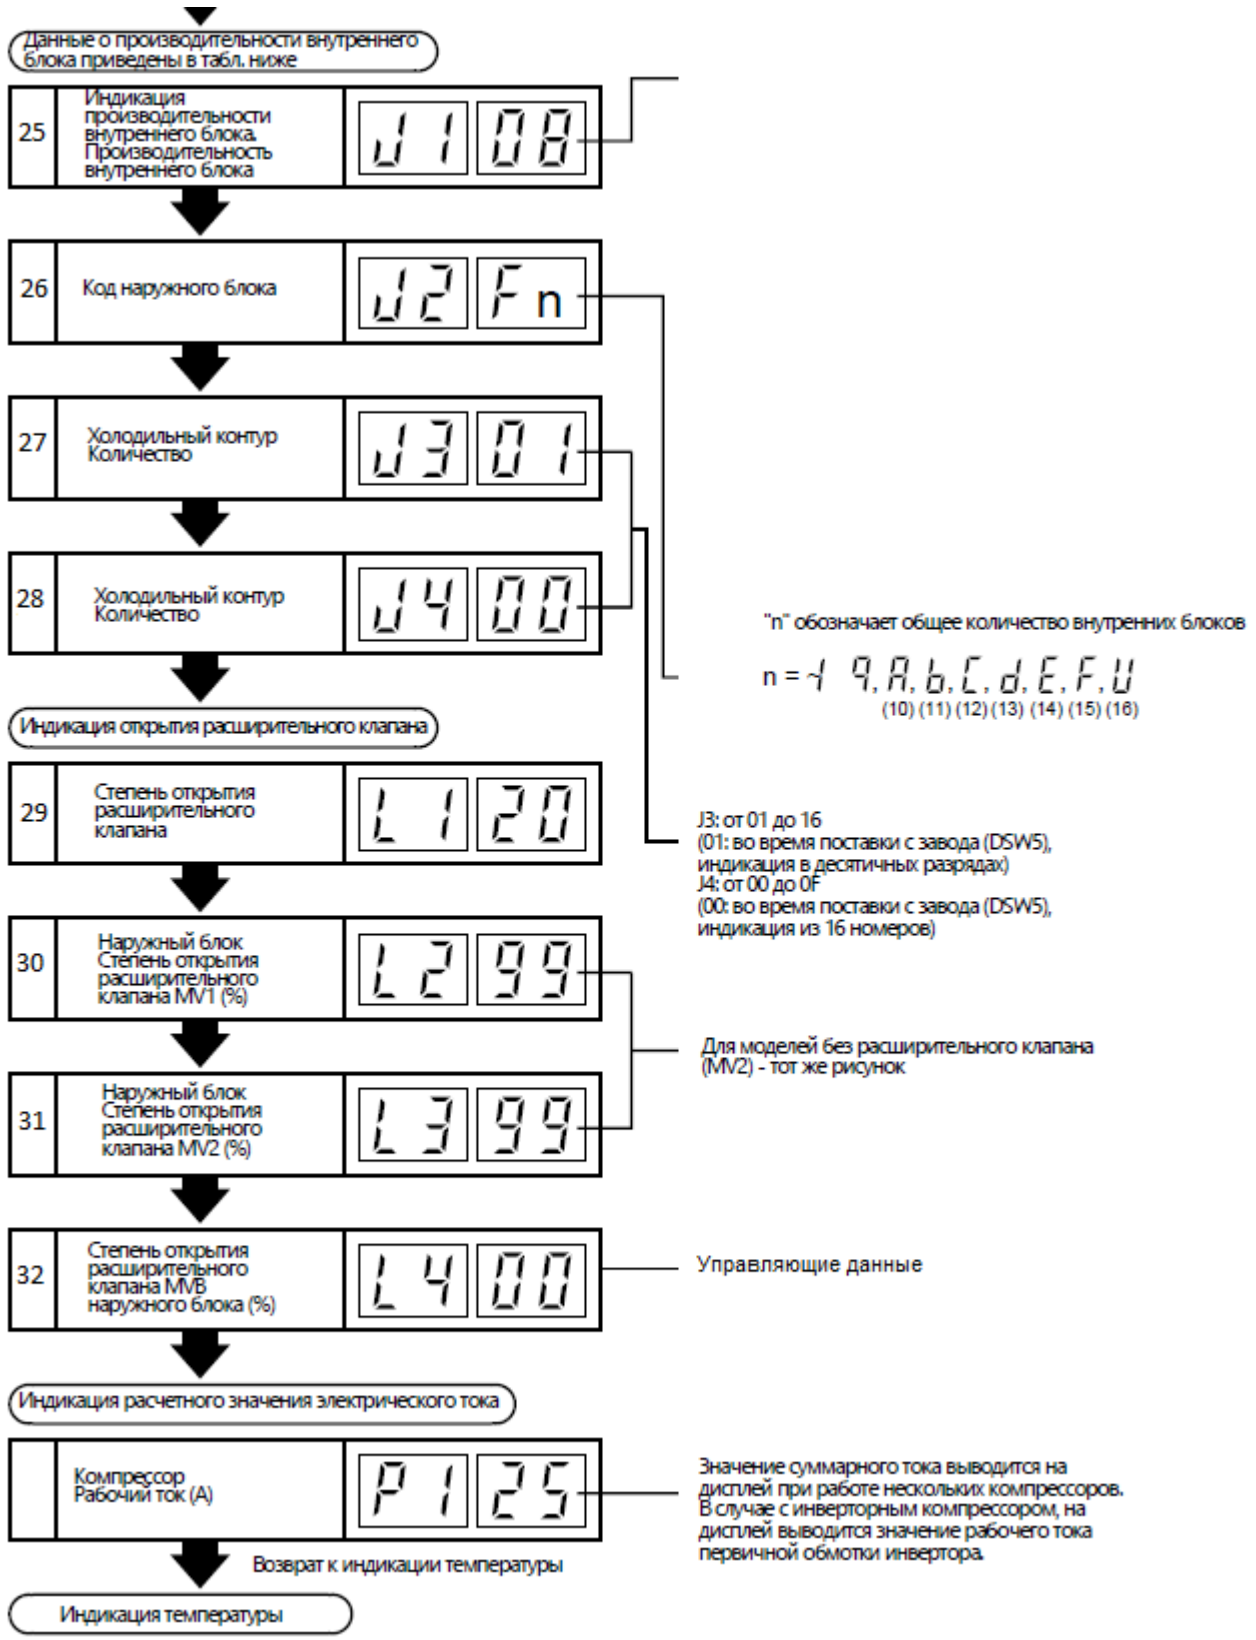 Данные о производительности внутреннего
блока приведены в табл. ниже
25
Индикация
производительности
внутреннего блока.
Производительность
внутреннего блока
J1 08
26
Код наружного блока
J2 Fn
27
Холодильный контур
Количество
J3 01
28
Холодильный контур
Количество
J4 00
"n" обозначает общее количество внутренних блоков
n = ~1 9, A, b, C, d, E, F, U
(10) (11) (12) (13) (14) (15) (16)
Индикация открытия расширительного клапана
29
Степень открытия
расширительного
клапана
L1 20
J3: от 01 до 16
(01: во время поставки с завода (DSW5),
индикация в десятичных разрядах)
J4: от 00 до 0F
(00: во время поставки с завода (DSW5),
индикация из 16 номеров)
30
Наружный блок
Степень открытия
расширительного
клапана MV1 (%)
L2 99
Для моделей без расширительного клапана
(MV2) - тот же рисунок
31
Наружный блок
Степень открытия
расширительного
клапана MV2 (%)
L3 99
32
Степень открытия
расширительного
клапана MVB
наружного блока (%)
L4 00
Управляющие данные
Индикация расчетного значения электрического тока
Компрессор
Рабочий ток (А)
P1 25
Значение суммарного тока выводится на
дисплей при работе нескольких компрессоров.
В случае с инверторным компрессором, на
дисплей выводится значение рабочего тока
первичной обмотки инвертора.
Возврат к индикации температуры
Индикация температуры